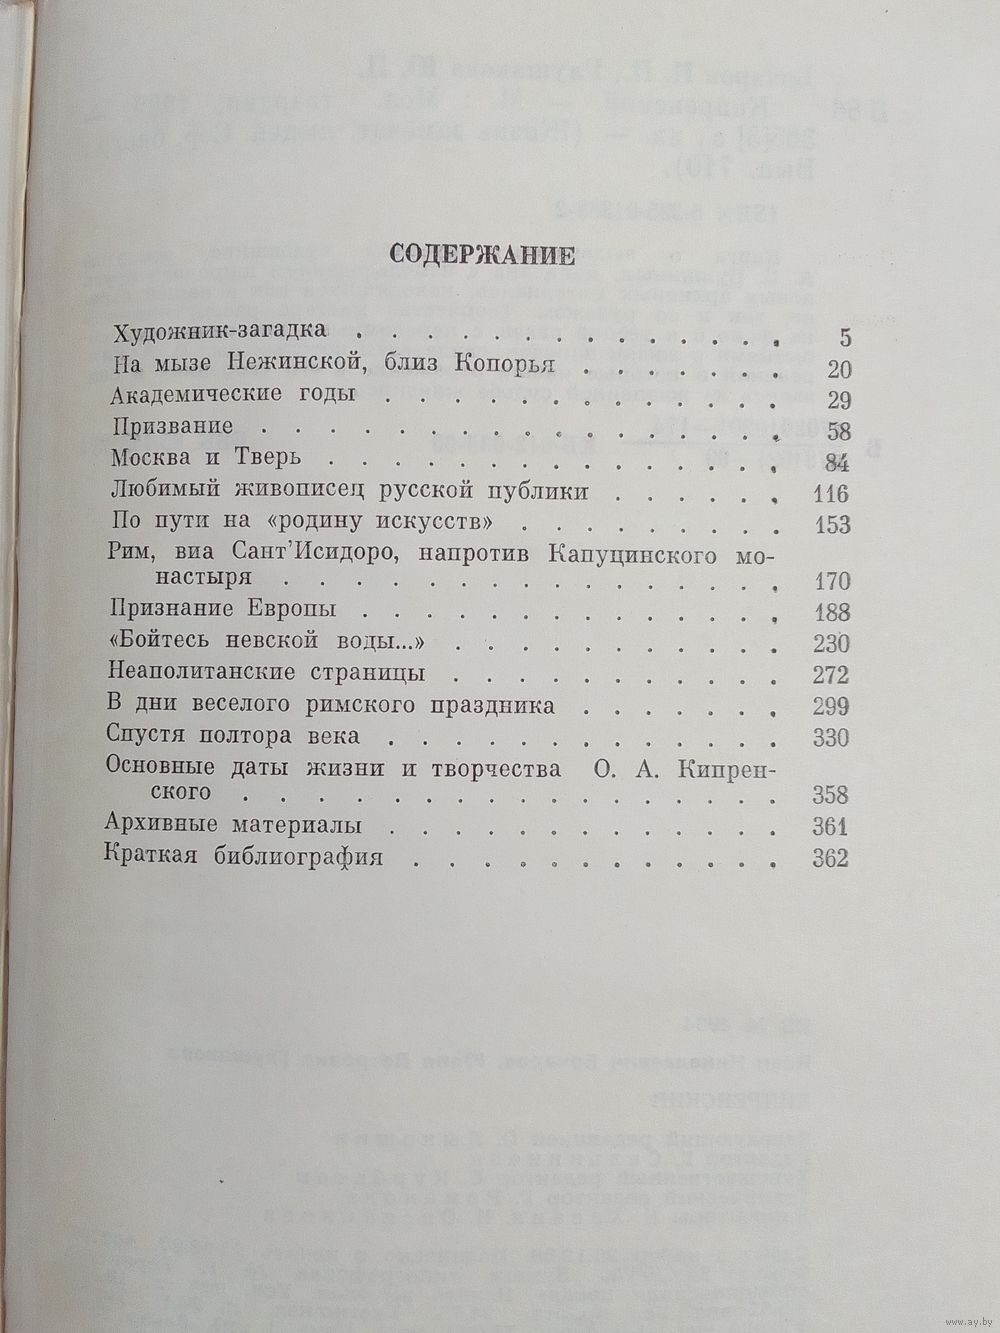 СОДЕРЖАНИЕ
Художник-загадка . . . . . . . . . . . . . . 5
На мызе Нежинской, близ Копорья . . . . . . 20
Академические годы . . . . . . . . . . . . 29
Призвание . . . . . . . . . . . . . . . 58
Москва и Тверь . . . . . . . . . . . . . 84
Любимый живописец русской публики . . . . . 116
По пути на «родину искусств» . . . . . . . . 153
Рим, виа Сант'Исидоро, напротив Капуцинского мо-
настыря . . . . . . . . . . . . . . 170
Признание Европы . . . . . . . . . . . . 188
«Бойтесь невской воды...» . . . . . . . . . . 230
Неаполитанские страницы . . . . . . . . . . 272
В дни веселого римского праздника . . . . . . 299
Спустя полтора века . . . . . . . . . . . . 330
Основные даты жизни и творчества О. А. Кипрен-
ского . . . . . . . . . . . . . . . 358
Архивные материалы . . . . . . . . . . . 361
Краткая библиография . . . . . . . . . . . 362
www.ay.by